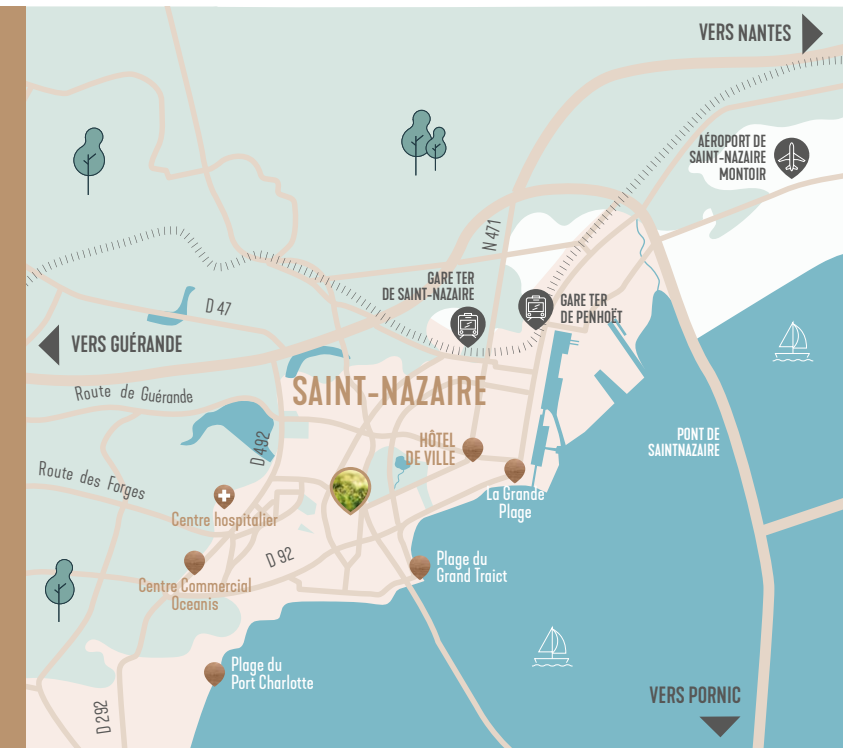 VERS NANTES
AÉROPORT DE
SAINT-NAZAIRE
MONTOIR
N 471
GARE TER
DE SAINT-NAZAIRE
GARE TER
DE PENHOËT
D 47
VERS GUÉRANDE
Route de Guérande
SAINT-NAZAIRE
D 492
HÔTEL
DE VILLE
PONT DE
SAINTNAZAIRE
Route des Forges
La Grande
Plage
Centre hospitalier
D 92
Plage du
Grand Traict
Centre Commercial
Oceanis
Plage du
Port Charlotte
D 292
VERS PORNIC